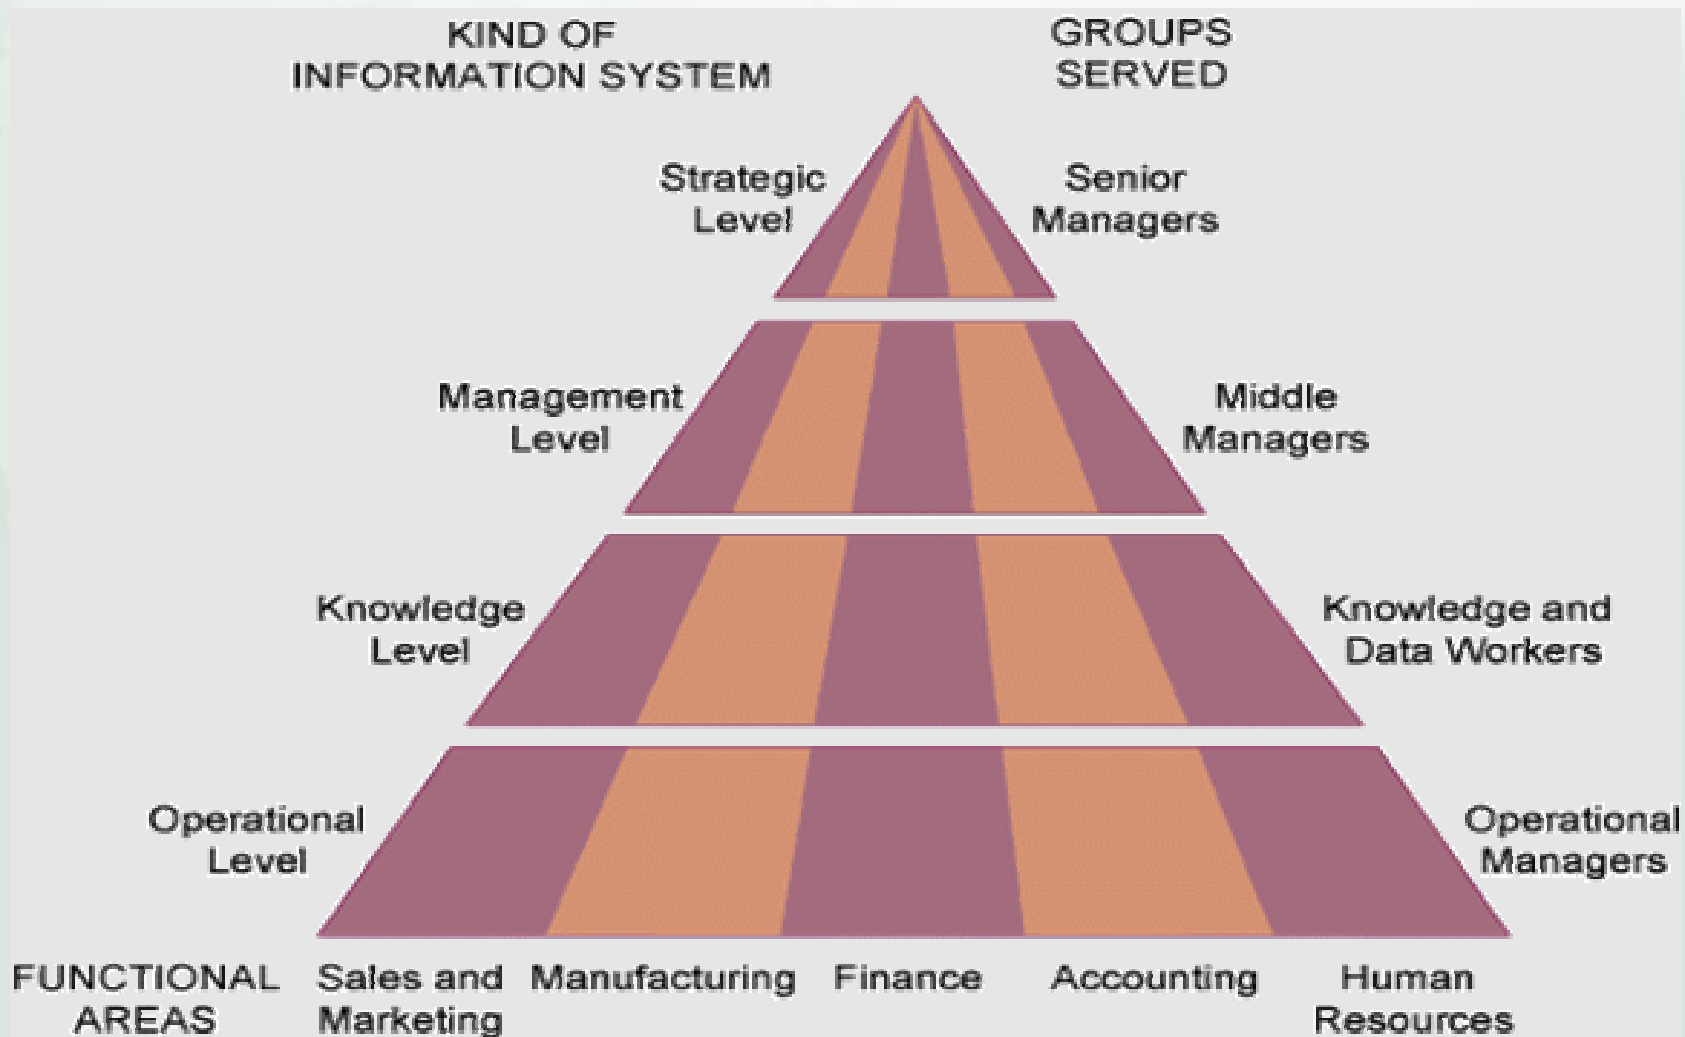 KIND OF
INFORMATION SYSTEM
GROUPS
SERVED
Strategic
Level
Senior
Managers
Management
Level
Middle
Managers
Knowledge
Level
Knowledge and
Data Workers
Operational
Level
Operational
Managers
FUNCTIONAL
AREAS
Sales and
Marketing
Manufacturing
Finance
Accounting
Human
Resources